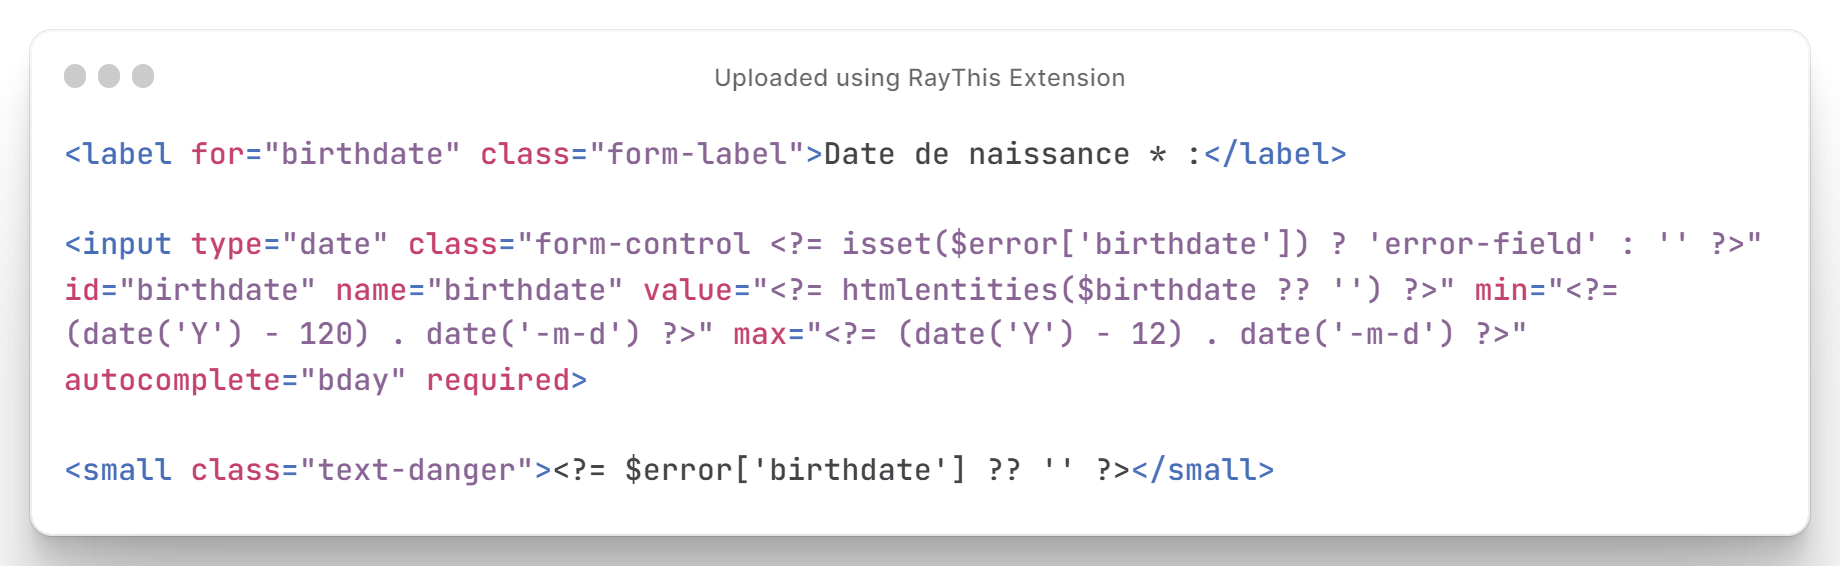 Uploaded using RayThis Extension
<label for="birthdate" class="form-label">Date de naissance * :</label>
<input type="date" class="form-control <?= isset($error['birthdate']) ? 'error-field' : '' ?>"
id="birthdate" name="birthdate" value="<?= htmlentities($birthdate ?? '') ?>" min="<?=
(date('Y') - 120) . date('-m-d') ?>" max="<?= (date('Y') - 12) . date('-m-d') ?>"
autocomplete="bday" required>
<small class="text-danger"><?= $error['birthdate'] ?? '' ?></small>